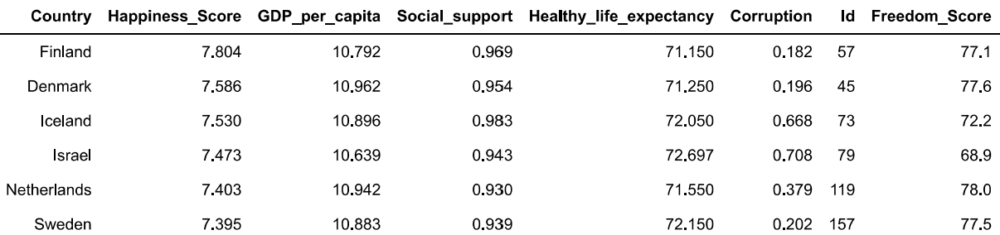 Country Happiness_Score GDP_per_capita Social_support Healthy_life_expectancy Corruption Id Freedom_Score
Finland 7.804 10.792 0.969 71.150 0.182 57 77.1
Denmark 7.586 10.962 0.954 71.250 0.196 45 77.6
Iceland 7.530 10.896 0.983 72.050 0.668 73 72.2
Israel 7.473 10.639 0.943 72.697 0.708 79 68.9
Netherlands 7.403 10.942 0.930 71.550 0.379 119 78.0
Sweden 7.395 10.883 0.939 72.150 0.202 157 77.5